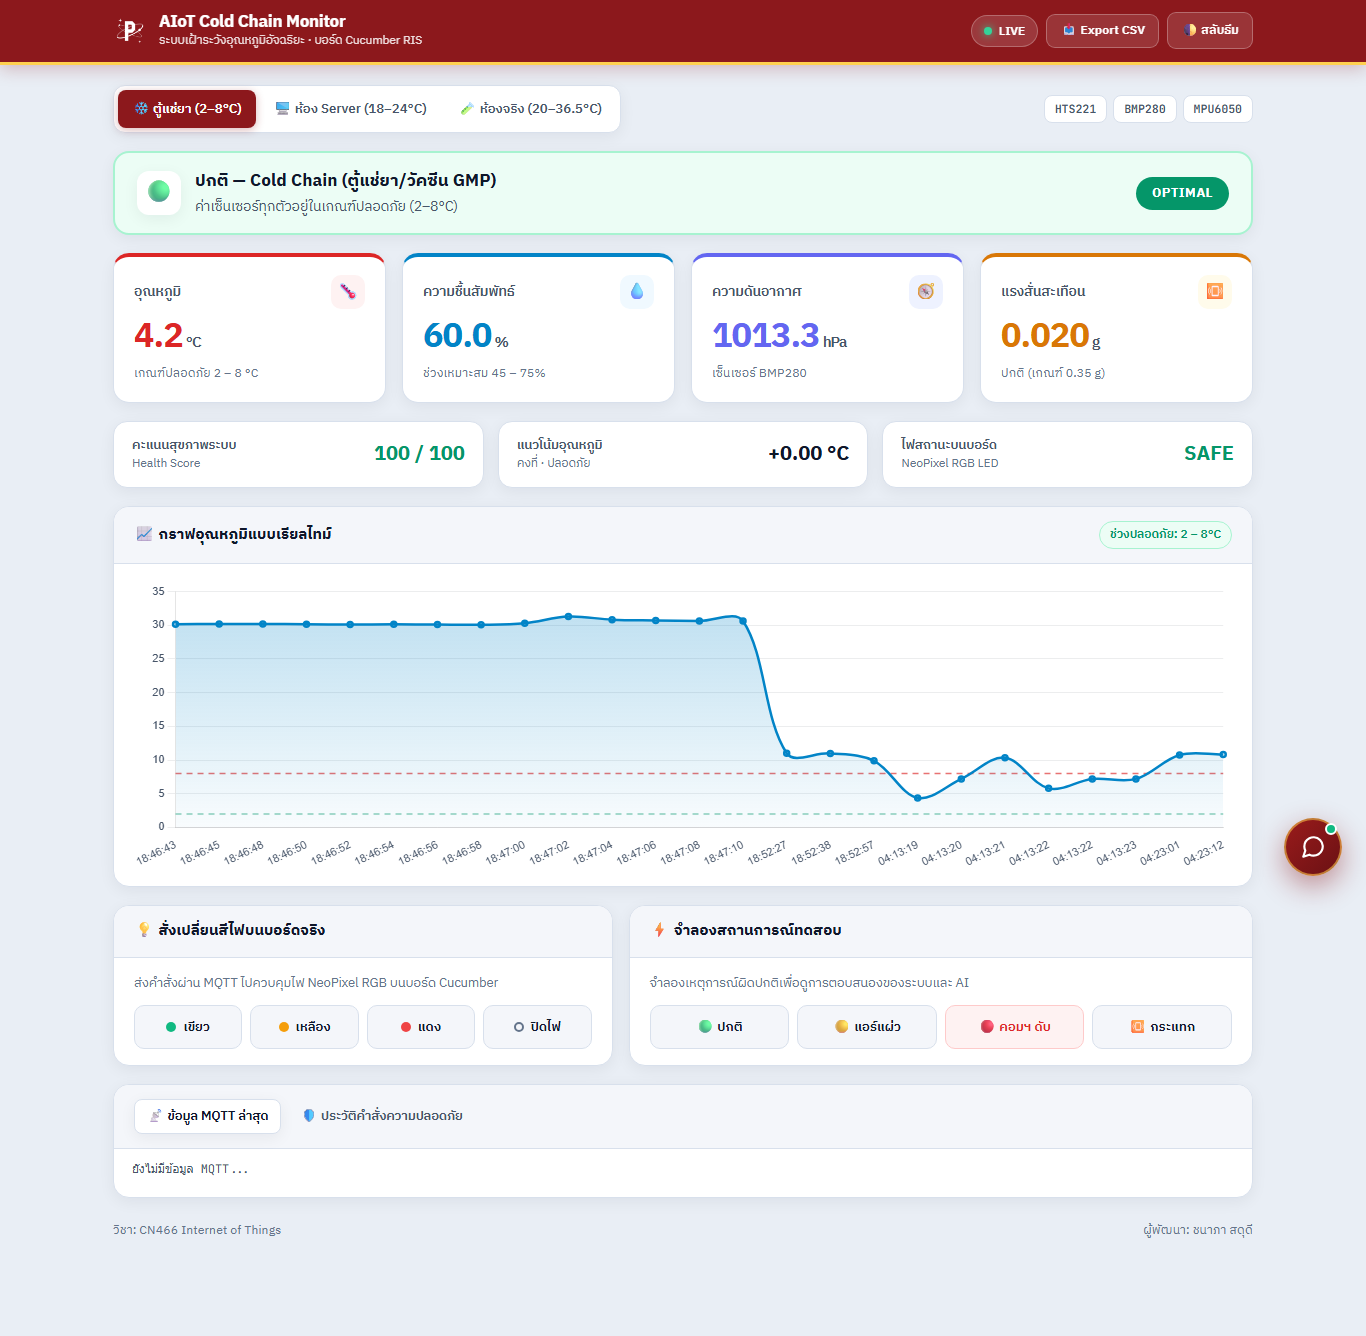 AIoT Cold Chain Monitor
ระบบเฝ้าระวังอุณหภูมิอัจฉริยะ · บอร์ด Cucumber RIS
LIVE
Export CSV
สลับธีม
ตู้แช่ยา (2–8°C)
ห้อง Server (18–24°C)
ห้องจริง (20–36.5°C)
HTS221
BMP280
MPU6050
ปกติ — Cold Chain (ตู้แช่ยา/วัคซีน GMP)
ค่าเซ็นเซอร์ทุกตัวอยู่ในเกณฑ์ปลอดภัย (2–8°C)
OPTIMAL
อุณหภูมิ
4.2 °C
เกณฑ์ปลอดภัย 2 – 8 °C
ความชื้นสัมพัทธ์
60.0 %
ช่วงเหมาะสม 45 – 75%
ความดันอากาศ
1013.3 hPa
เซ็นเซอร์ BMP280
แรงสั่นสะเทือน
0.020 g
ปกติ (เกณฑ์ 0.35 g)
คะแนนสุขภาพระบบ
Health Score
100 / 100
แนวโน้มอุณหภูมิ
คงที่ · ปลอดภัย
+0.00 °C
ไฟสถานะบนบอร์ด
NeoPixel RGB LED
SAFE
กราฟอุณหภูมิแบบเรียลไทม์
ช่วงปลอดภัย: 2 – 8°C
35
30
25
20
15
10
5
0
18:46:43
18:46:45
18:46:48
18:46:50
18:46:52
18:46:54
18:46:56
18:46:58
18:47:00
18:47:02
18:47:04
18:47:06
18:47:08
18:47:10
18:52:27
18:52:38
18:52:57
04:13:19
04:13:20
04:13:21
04:13:22
04:13:22
04:13:23
04:23:01
04:23:12
สั่งเปลี่ยนสีไฟบนบอร์ดจริง
ส่งคำสั่งผ่าน MQTT ไปควบคุมไฟ NeoPixel RGB บนบอร์ด Cucumber
เขียว
เหลือง
แดง
ปิดไฟ
จำลองสถานการณ์ทดสอบ
จำลองเหตุการณ์ผิดปกติเพื่อดูการตอบสนองของระบบและ AI
ปกติ
แอร์แผ่ว
คอมฯ ดับ
กระแทก
ข้อมูล MQTT ล่าสุด
ประวัติคำสั่งความปลอดภัย
ยังไม่มีข้อมูล MQTT...
วิชา: CN466 Internet of Things
ผู้พัฒนา: ชนาภา สดุดี